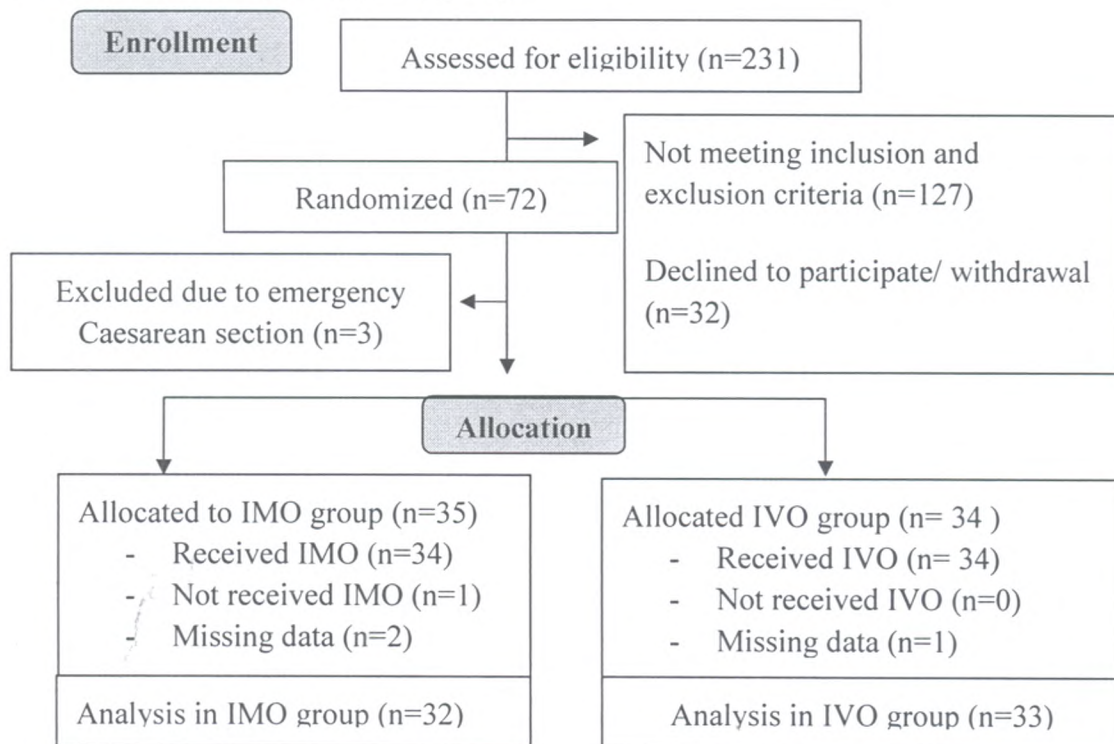 Enrollment
Assessed for eligibility (n=231)
Not meeting inclusion and
exclusion criteria (n=127)
Declined to participate/ withdrawal
(n=32)
Randomized (n=72)
Excluded due to emergency
Caesarean section (n=3)
Allocation
Allocated to IMO group (n=35)
- Received IMO (n=34)
- Not received IMO (n=1)
- Missing data (n=2)
Analysis in IMO group (n=32)
Allocated IVO group (n= 34 )
- Received IVO (n= 34)
- Not received IVO (n=0)
- Missing data (n=1)
Analysis in IVO group (n=33)